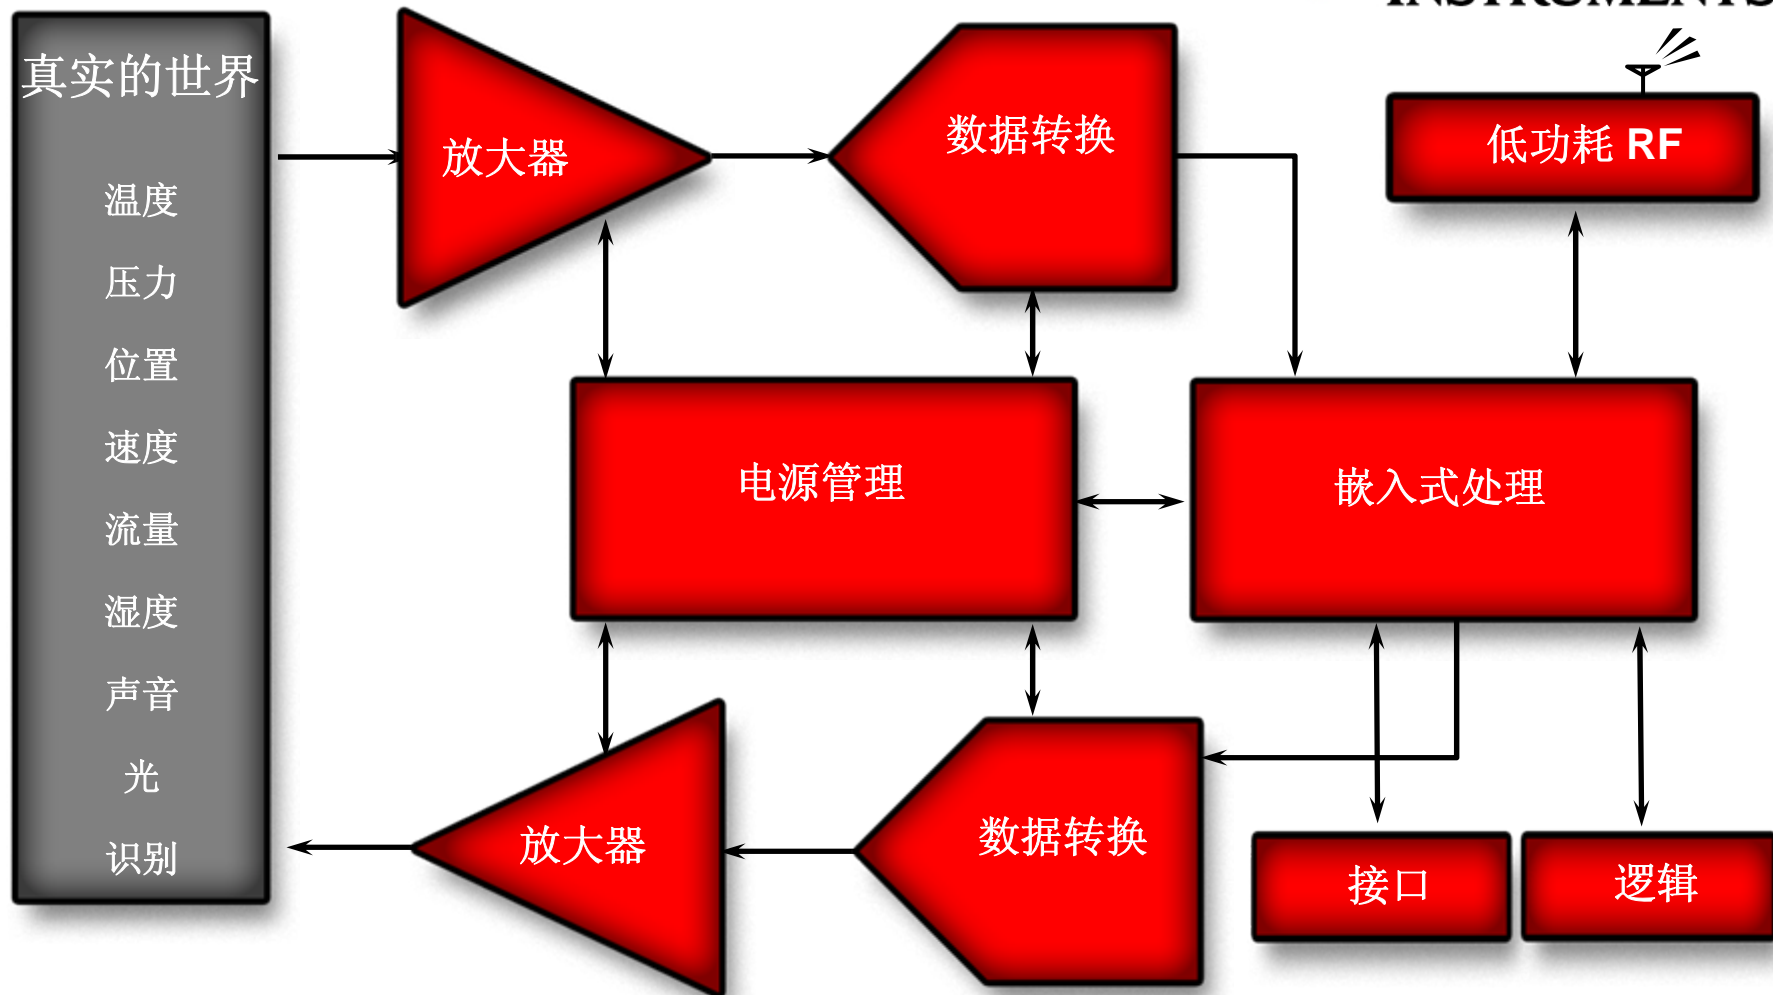 INSTRUMENTS
真实的世界
温度
压力
位置
速度
流量
湿度
声音
光
识别
放大器
数据转换
低功耗 RF
电源管理
嵌入式处理
放大器
数据转换
接口
逻辑